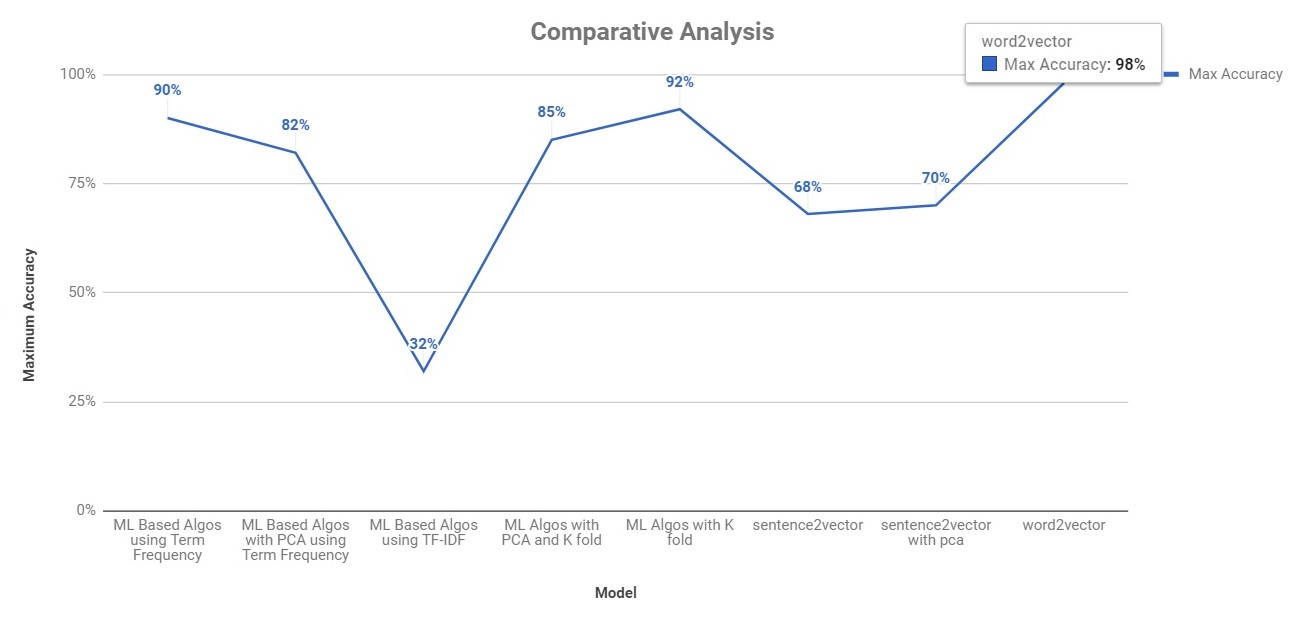 Comparative Analysis
word2vector
Max Accuracy: 98%
Max Accuracy
100%
75%
50%
25%
0%
Maximum Accuracy
90%
82%
32%
85%
92%
68%
70%
ML Based Algos
using Term
Frequency
ML Based Algos
with PCA using
Term Frequency
ML Based Algos
using TF-IDF
ML Algos with
PCA and K fold
ML Algos with K
fold
sentence2vector
sentence2vector
with pca
word2vector
Model